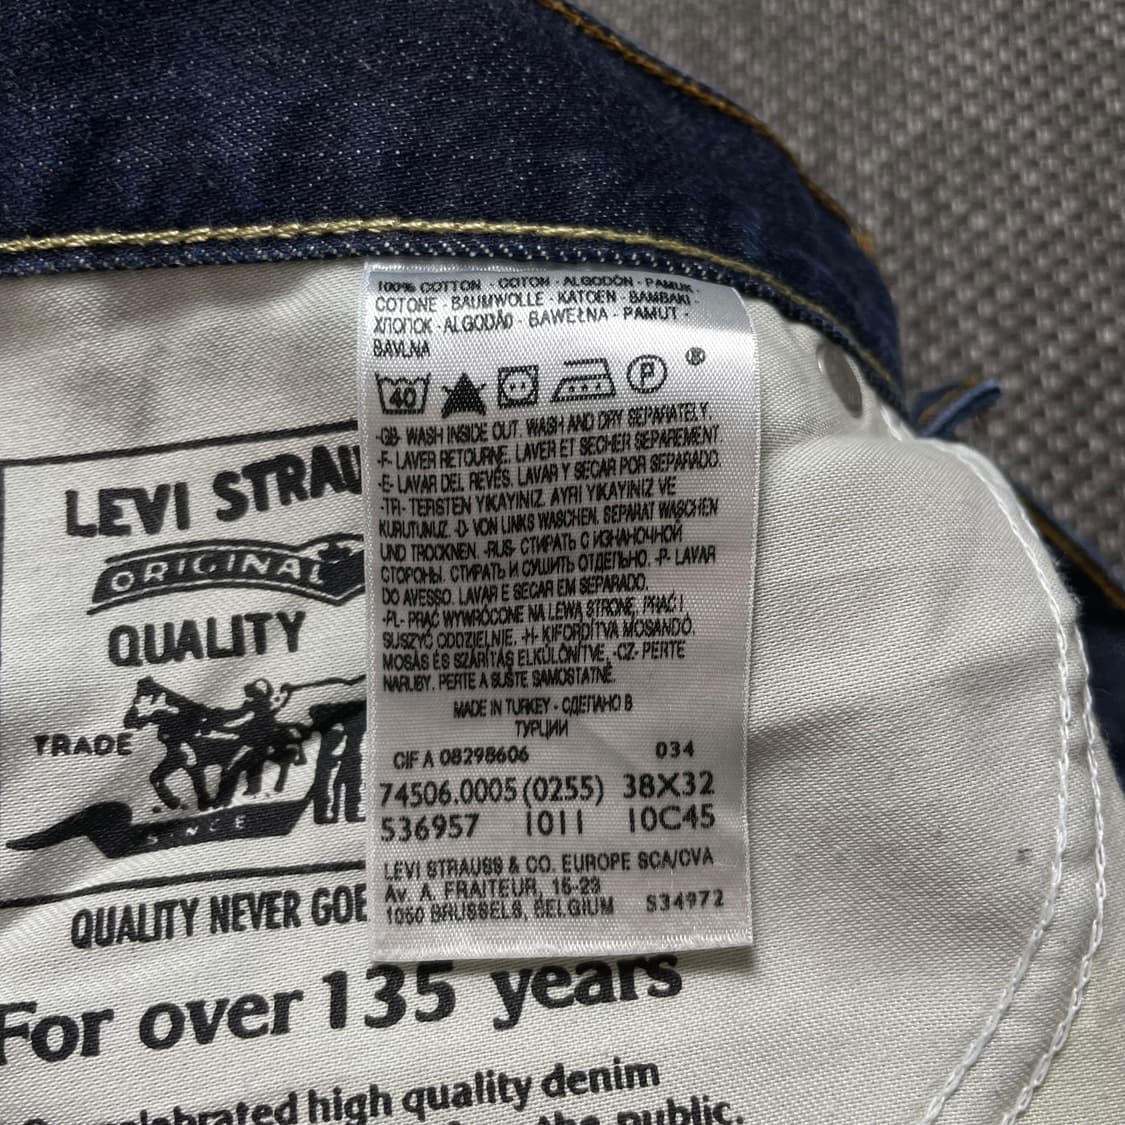 100% COTTON - COTON - ALGODÓN - PAMUK -
COTONE - BAUMWOLLE - KATOEN - BAMBAKI -
ХЛОПОК - ALGODÃO - BAWEŁNA - PAMUT -
BAVLNA
40 P ®
-GB- WASH INSIDE OUT. WASH AND DRY SEPARATELY.
-F- LAVER RETOURNE. LAVER ET SECHER SEPAREMENT.
-E- LAVAR DEL REVÉS. LAVAR Y SECAR POR SEPARADO.
-TR- TERSTEN YIKAYINIZ. AYRI YIKAYINIZ VE
KURUTUNUZ. -D- VON LINKS WASCHEN. SEPARAT WASCHEN
UND TROCKNEN. -RUS- СТИРАТЬ С ИЗНАНОЧНОЙ
СТОРОНЫ. СТИРАТЬ И СУШИТЬ ОТДЕЛЬНО. -P- LAVAR
DO AVESSO. LAVAR E SECAR EM SEPARADO.
-PL- PRAĆ WYWRÓCONE NA LEWĄ STRONĘ. PRAĆ I
SUSZYĆ ODDZIELNIE. -H- KIFORDÍTVA MOSANDÓ.
MOSÁS ÉS SZÁRÍTÁS ELKÜLÖNÍTVE. -CZ- PERTE
NARUBY. PERTE A SUŠTE SAMOSTATNĚ.
MADE IN TURKEY - СДЕЛАНО В
ТУРЦИИ
CIF A 08298606 034
74506.0005 (0255) 38X32
536957 1011 10C45
LEVI STRAUSS & CO. EUROPE SCA/CVA
Av. A. FRAITEUR, 15-23
1050 BRUSSELS, BELGIUM S34972
LEVI STRAU
ORIGINAL
QUALITY
TRADE
SINCE
QUALITY NEVER GOE
For over 135 years
high quality denim
the public.